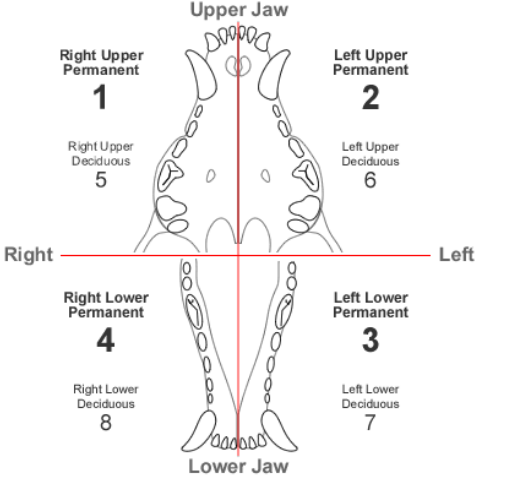 Upper Jaw
Right Upper
Permanent
1
Left Upper
Permanent
2
Right Upper
Deciduous
5
Left Upper
Deciduous
6
Right
Left
Right Lower
Permanent
4
Left Lower
Permanent
3
Right Lower
Deciduous
8
Left Lower
Deciduous
7
Lower Jaw